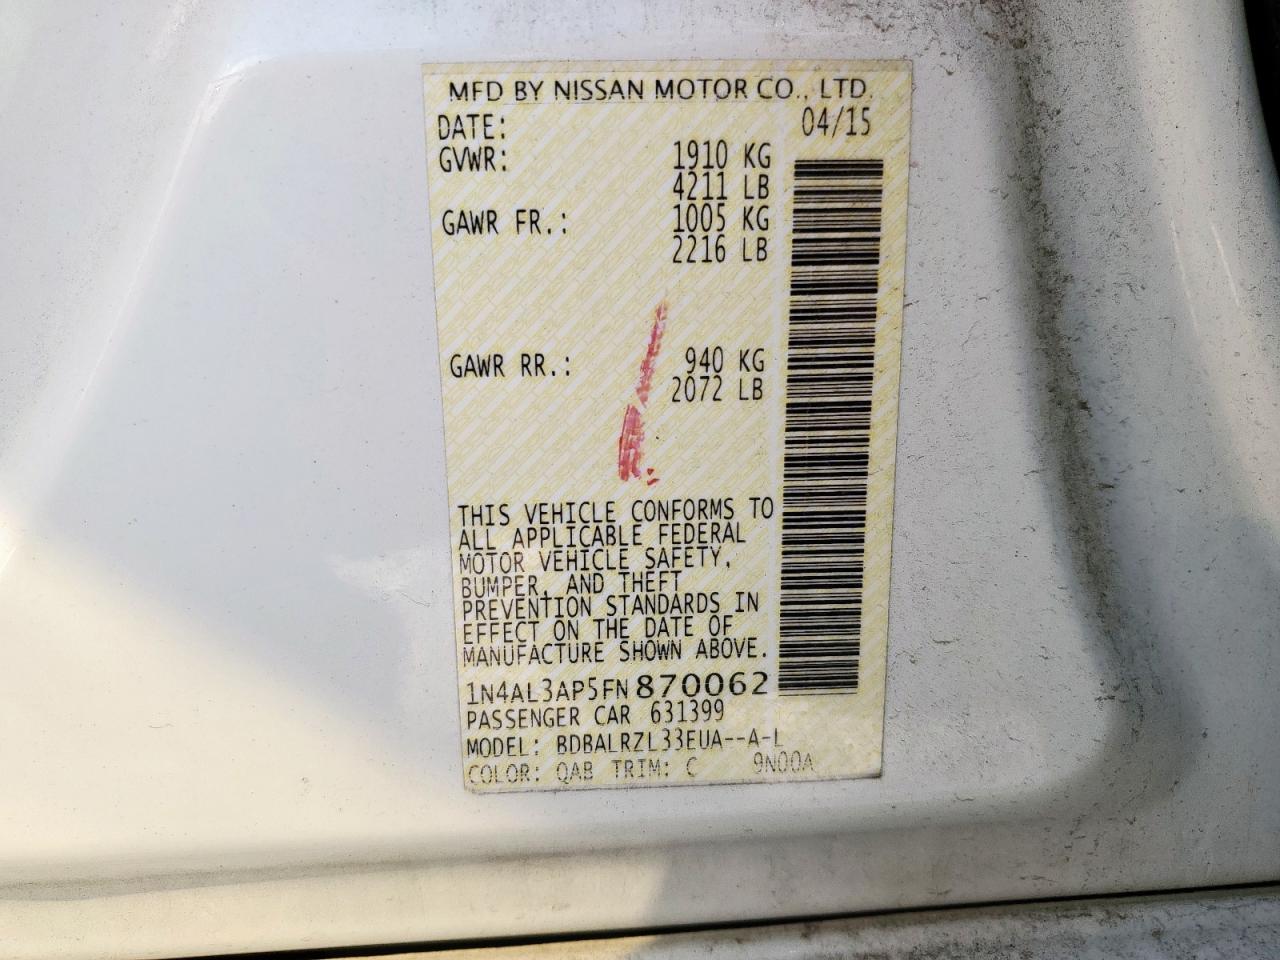 MFD BY NISSAN MOTOR CO., LTD.
DATE: 04/15
GVWR: 1910 KG
4211 LB
GAWR FR.: 1005 KG
2216 LB
GAWR RR.: 940 KG
2072 LB
THIS VEHICLE CONFORMS TO
ALL APPLICABLE FEDERAL
MOTOR VEHICLE SAFETY,
BUMPER, AND THEFT
PREVENTION STANDARDS IN
EFFECT ON THE DATE OF
MANUFACTURE SHOWN ABOVE.
1N4AL3AP5FN870062
PASSENGER CAR 631399
MODEL: BDBALRZL33EUA--A-L
COLOR: QAB TRIM: C 9N00A